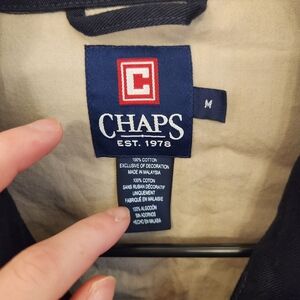 C
CHAPS
EST. 1978
M
100% COTTON
EXCLUSIVE OF DECORATION
MADE IN MALAYSIA
100% COTON
SANS RUBAN DÉCORATIF
UNIQUEMENT
FABRIQUÉ EN MALAISIE
100% ALGODÓN
SIN ADORNOS
HECHO EN MALASIA